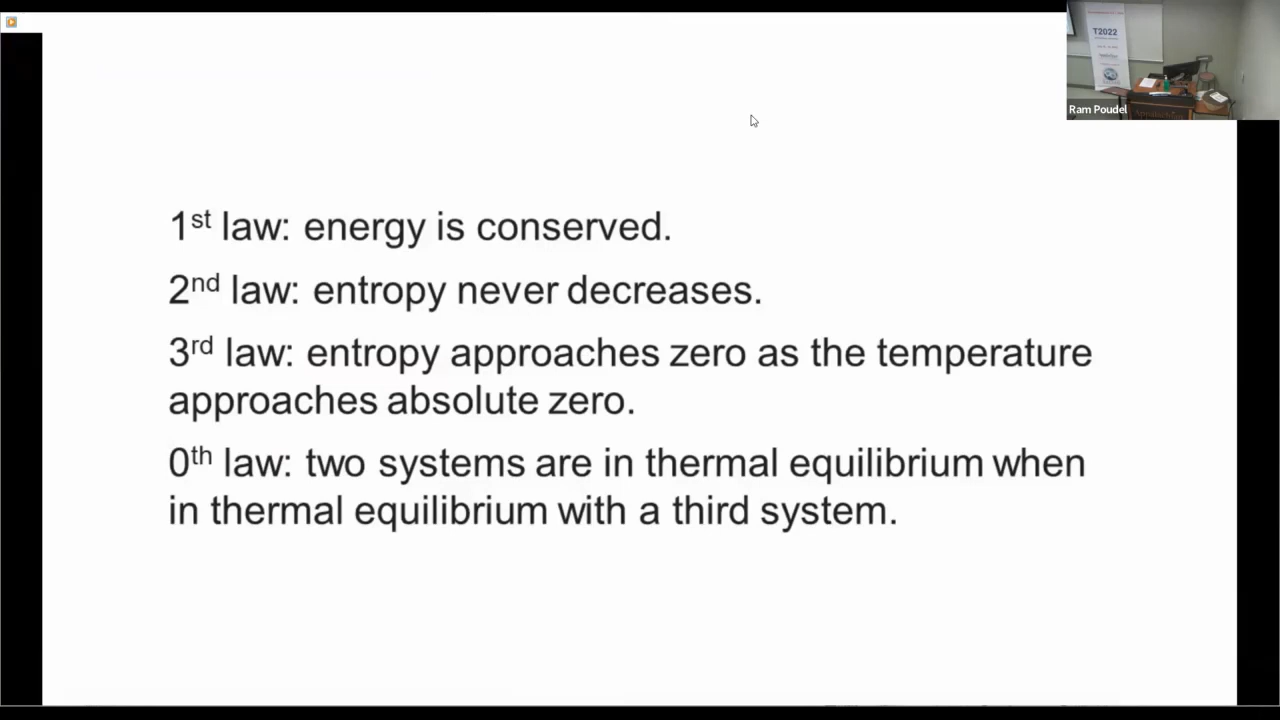 T2022
Ram Poudel
1st law: energy is conserved.
2nd law: entropy never decreases.
3rd law: entropy approaches zero as the temperature
approaches absolute zero.
0th law: two systems are in thermal equilibrium when
in thermal equilibrium with a third system.